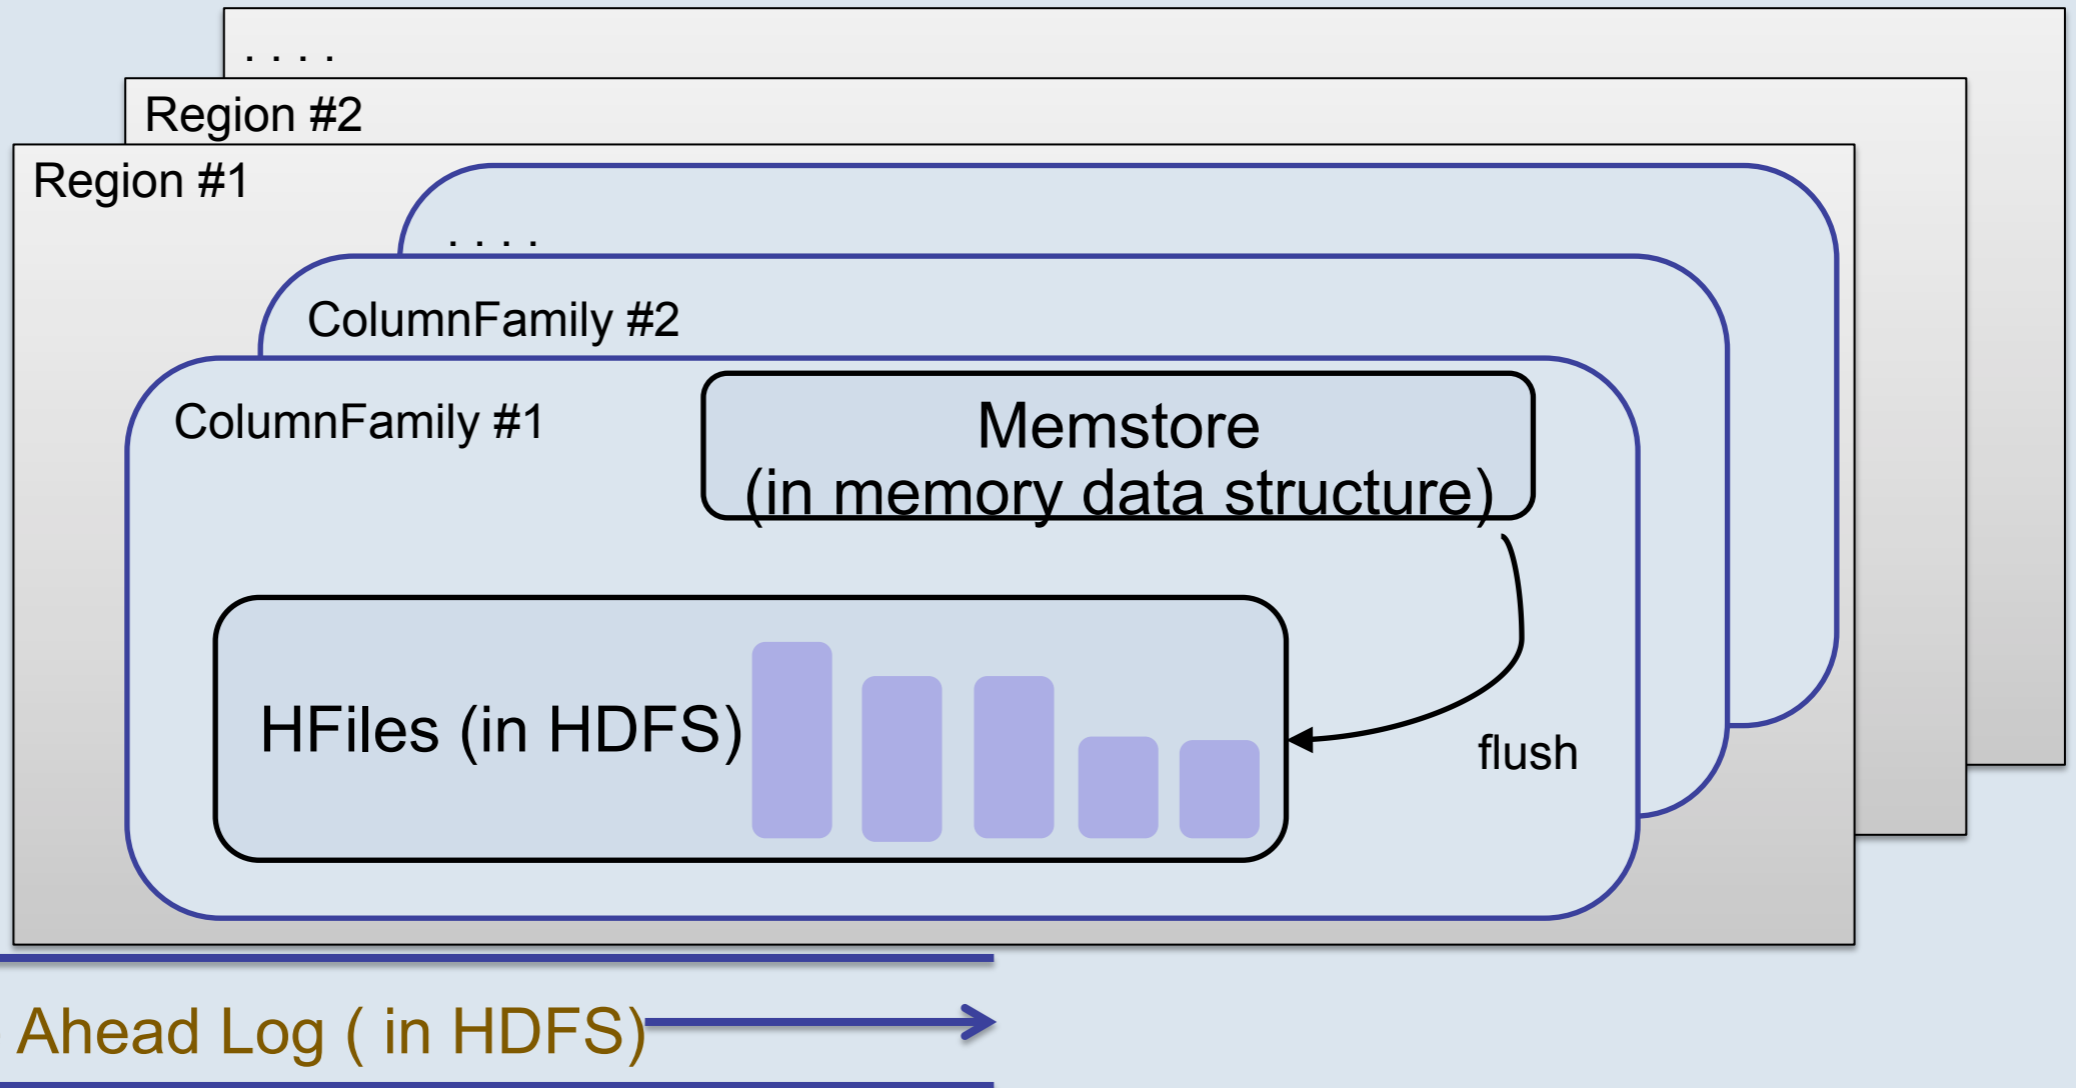 . . . .
Region #2
Region #1
. . . .
ColumnFamily #2
ColumnFamily #1
Memstore
(in memory data structure)
HFiles (in HDFS)
flush
Ahead Log ( in HDFS)